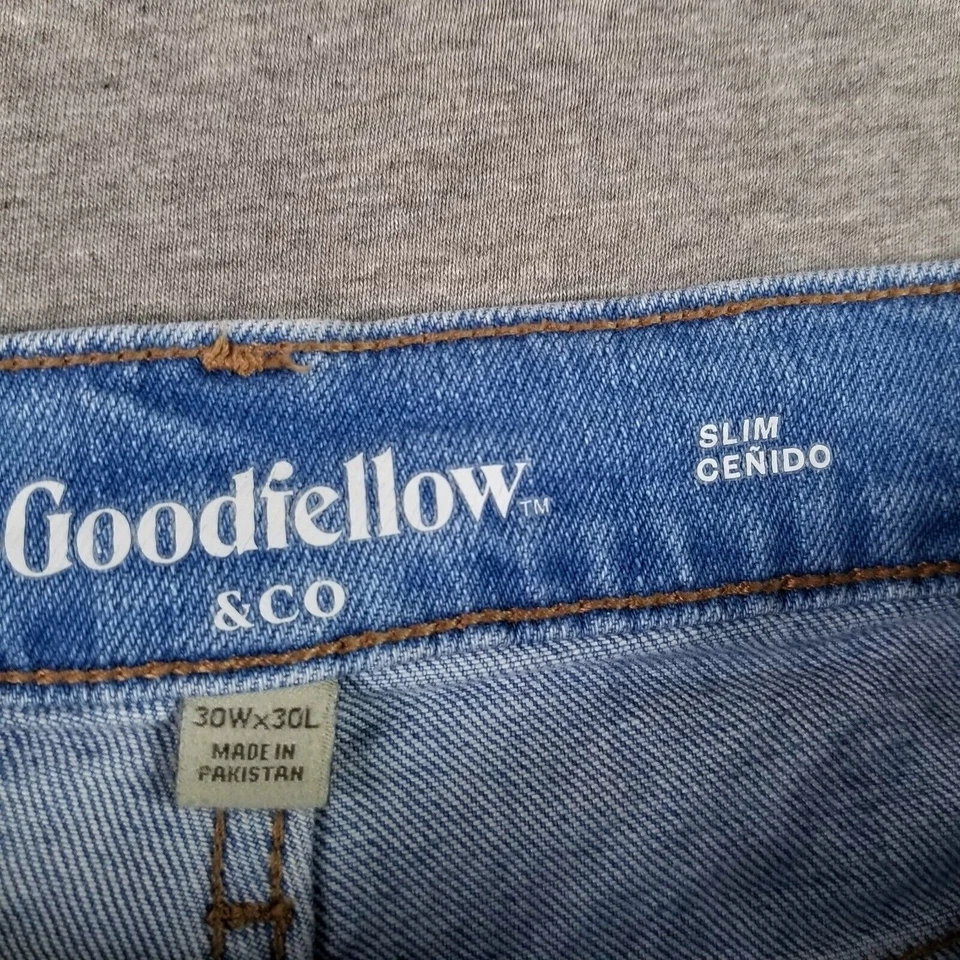 Goodfellow™
&CO
SLIM
CEÑIDO
30W×30L
MADE IN
PAKISTAN